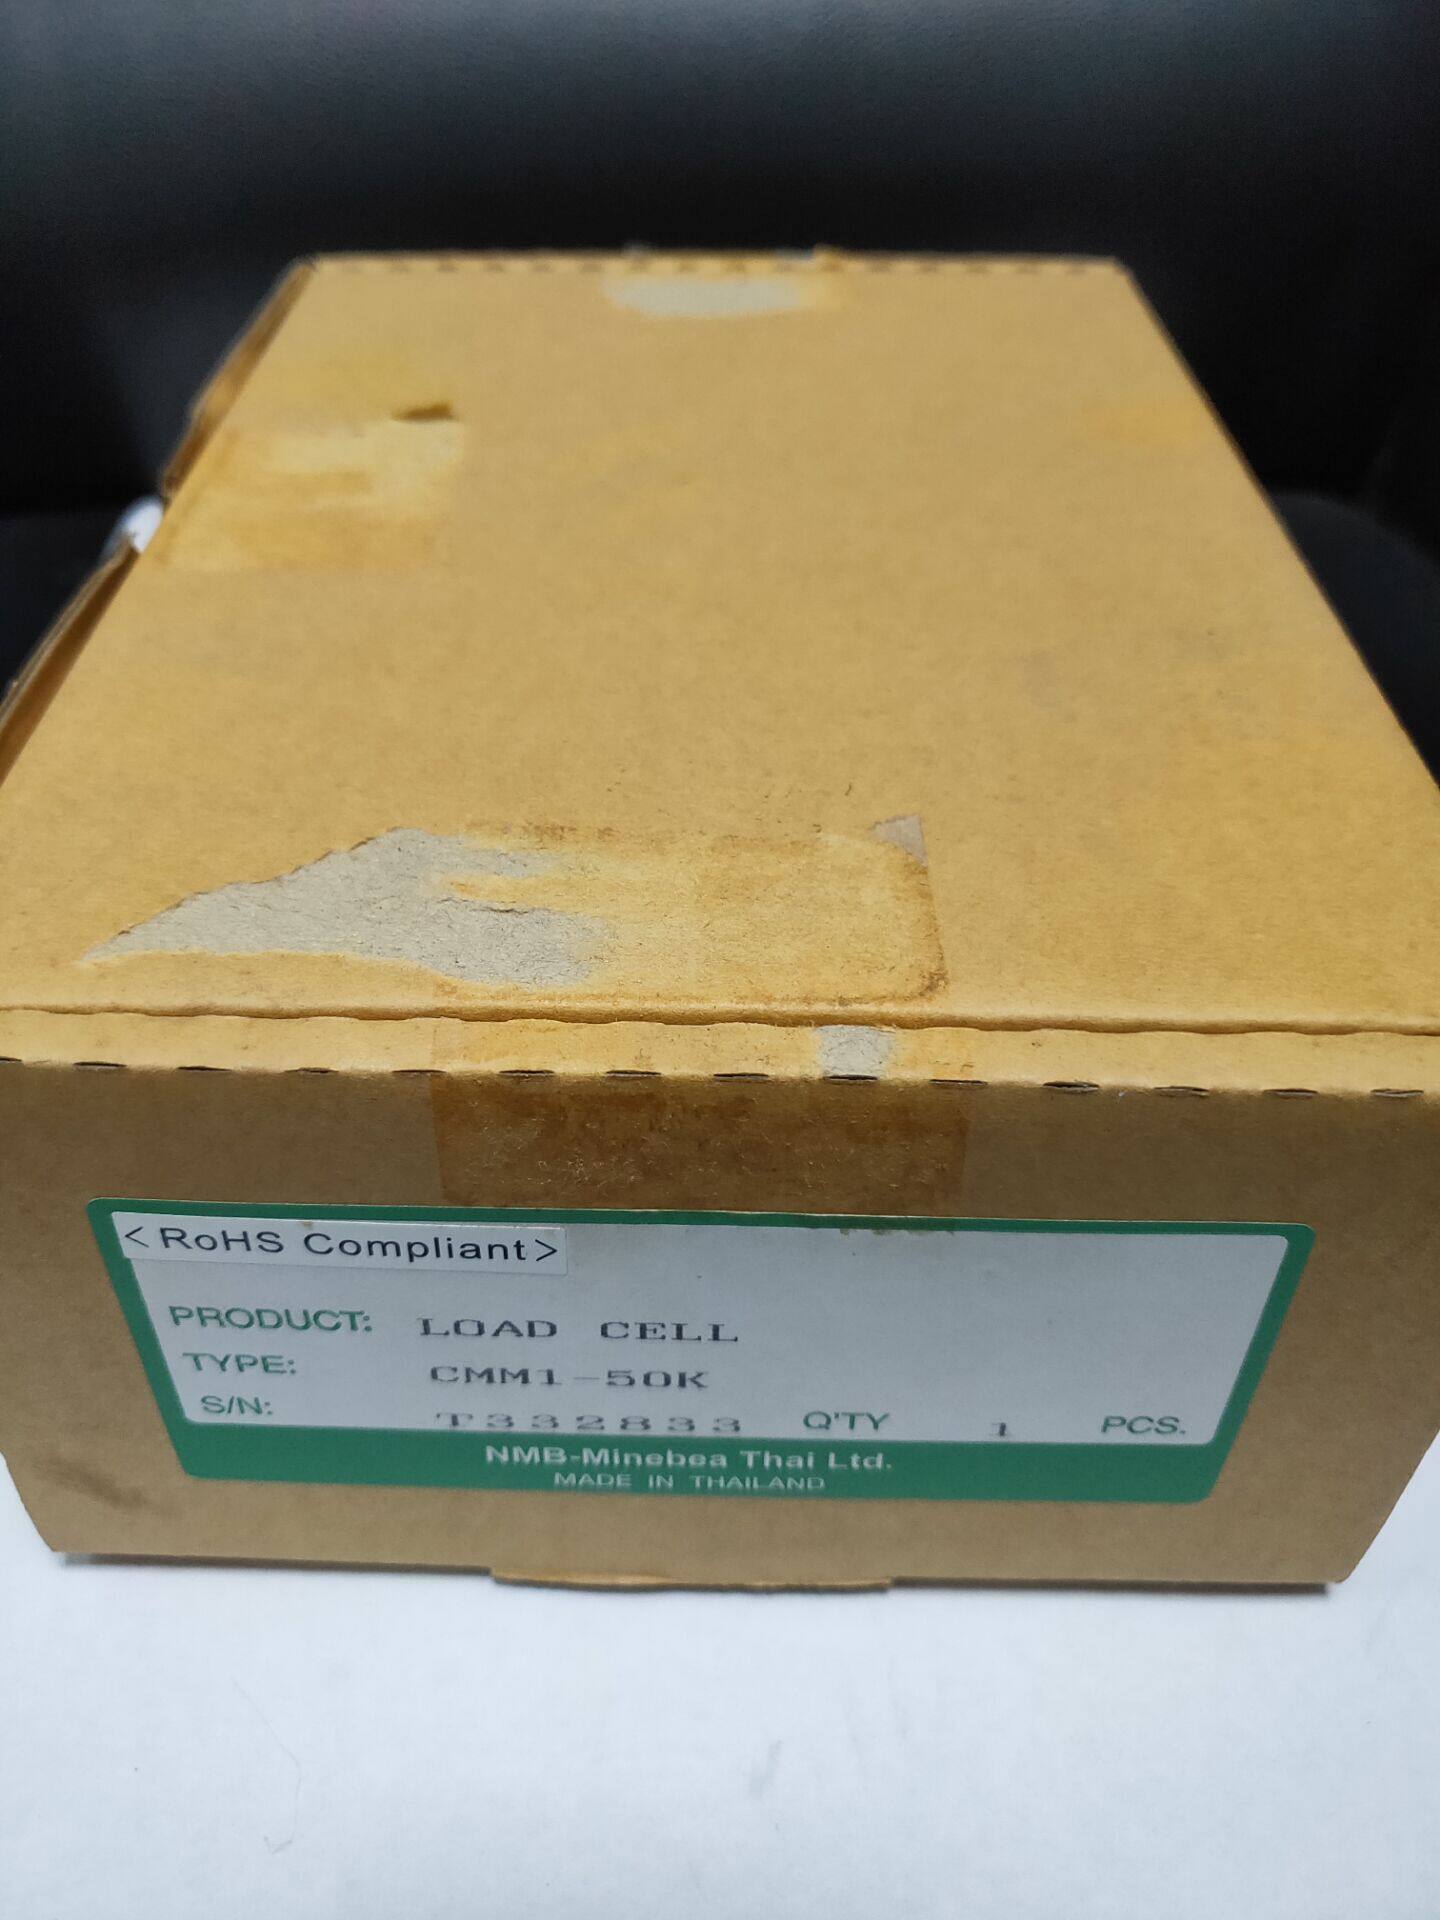 <RoHS Compliant>
PRODUCT: LOAD CELL
TYPE: CMM1-50K
S/N: T332833 Q'TY 1 PCS.
NMB-Minebea Thai Ltd.
MADE IN THAILAND